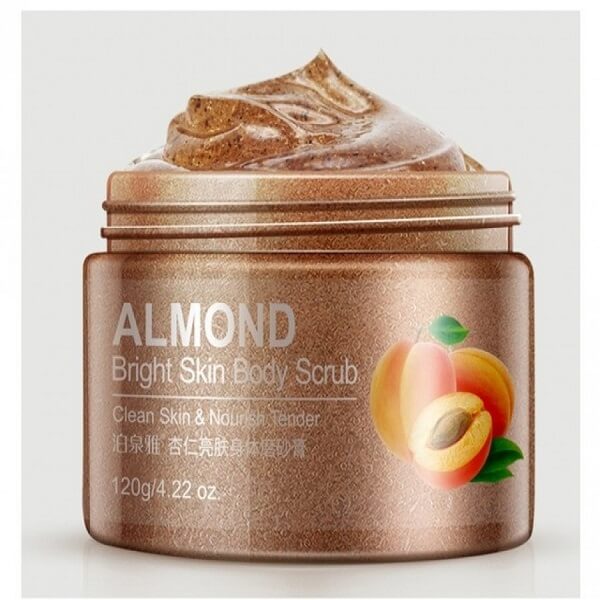 ALMOND
Bright Skin Body Scrub
Clean Skin & Nourish Tender
泊泉雅®杏仁亮肤身体磨砂膏
120g/4.22 oz.